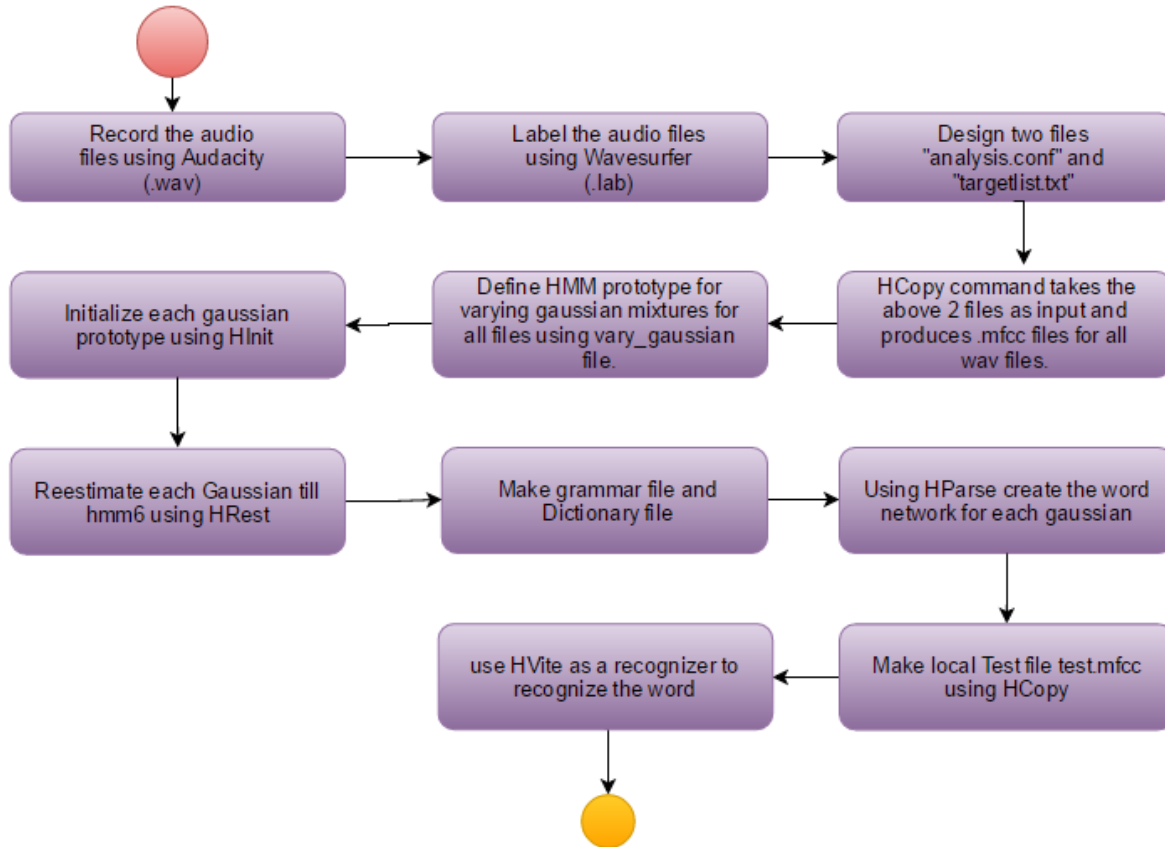 Record the audio
files using Audacity
(.wav)
Label the audio files
using Wavesurfer
(.lab)
Design two files
"analysis.conf" and
"targetlist.txt"
HCopy command takes the
above 2 files as input and
produces .mfcc files for all
wav files.
Define HMM prototype for
varying gaussian mixtures for
all files using vary_gaussian
file.
Initialize each gaussian
prototype using HInit
Reestimate each Gaussian till
hmm6 using HRest
Make grammar file and
Dictionary file
Using HParse create the word
network for each gaussian
Make local Test file test.mfcc
using HCopy
use HVite as a recognizer to
recognize the word